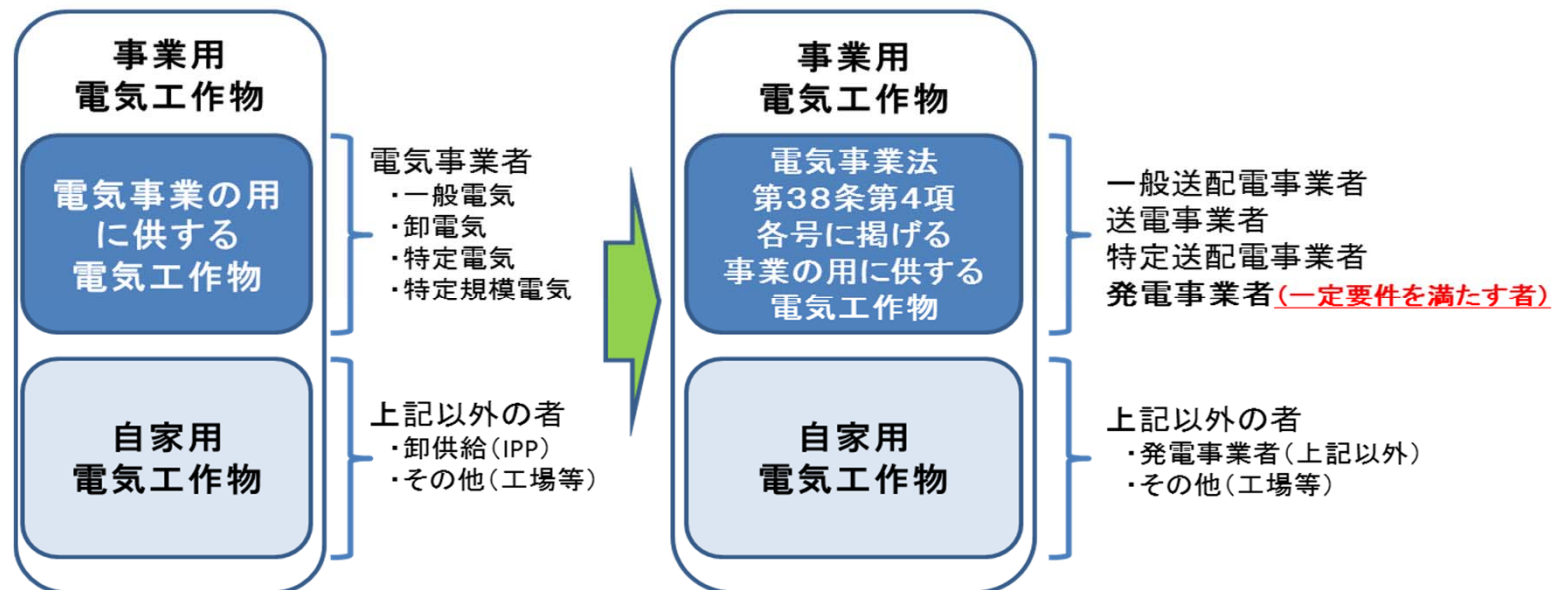 事業用
電気工作物
電気事業の用
に供する
電気工作物
電気事業者
・一般電気
・卸電気
・特定電気
・特定規模電気
自家用
電気工作物
上記以外の者
・卸供給(IPP)
・その他(工場等)
事業用
電気工作物
電気事業法
第38条第4項
各号に掲げる
事業の用に供する
電気工作物
一般送配電事業者
送電事業者
特定送配電事業者
発電事業者(一定要件を満たす者)
自家用
電気工作物
上記以外の者
・発電事業者(上記以外)
・その他(工場等)